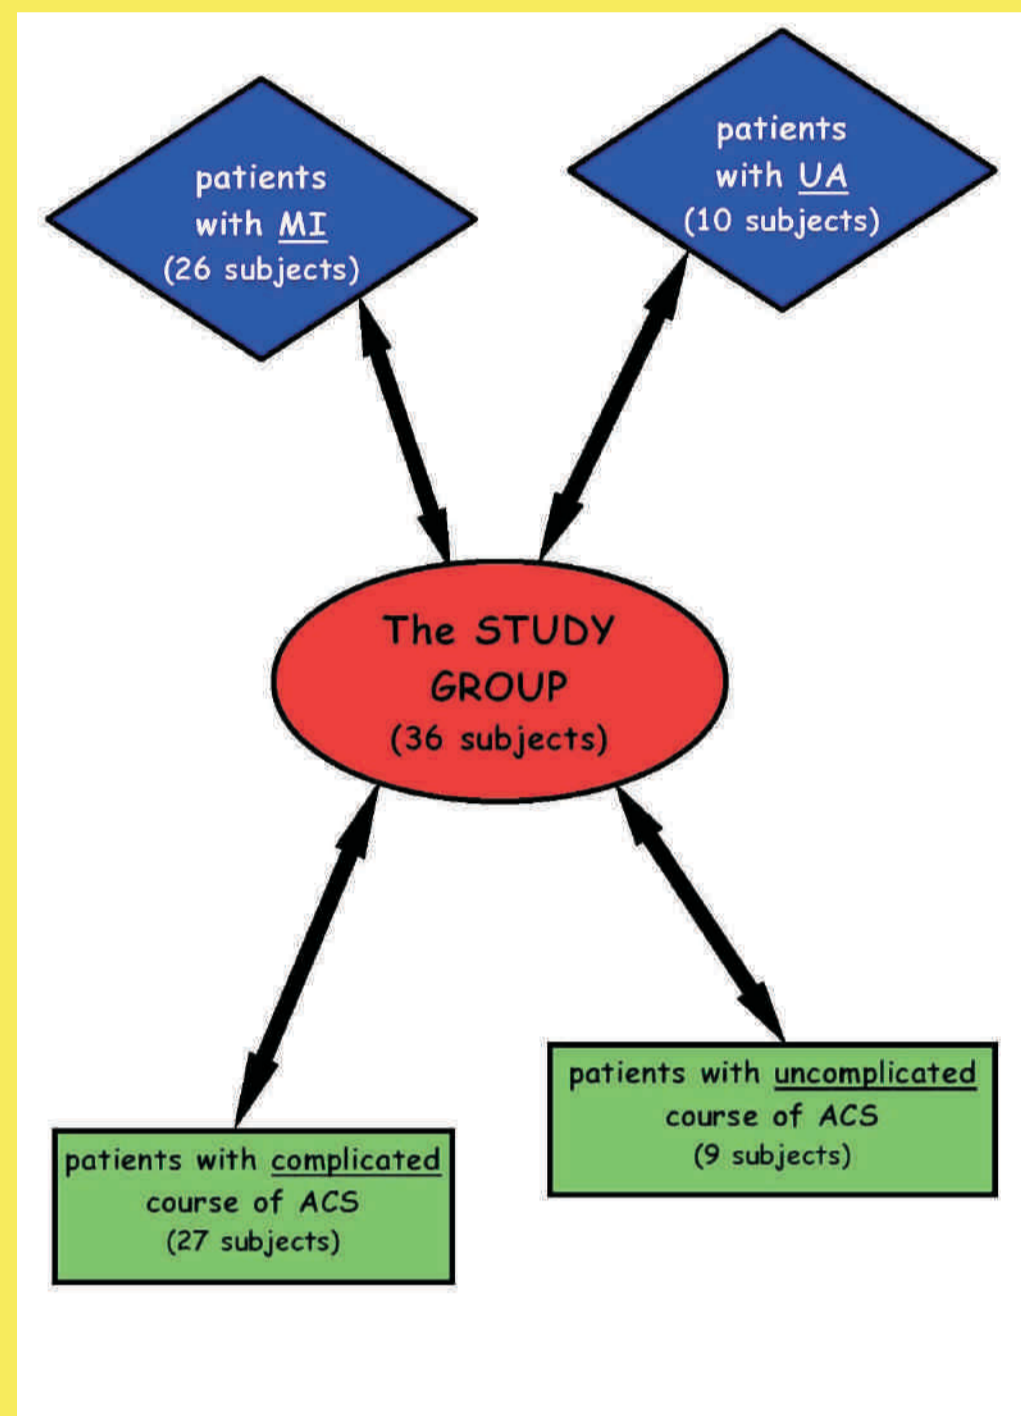 patients
with MI
(26 subjects)
patients
with UA
(10 subjects)
The STUDY
GROUP
(36 subjects)
patients with complicated
course of ACS
(27 subjects)
patients with uncomplicated
course of ACS
(9 subjects)